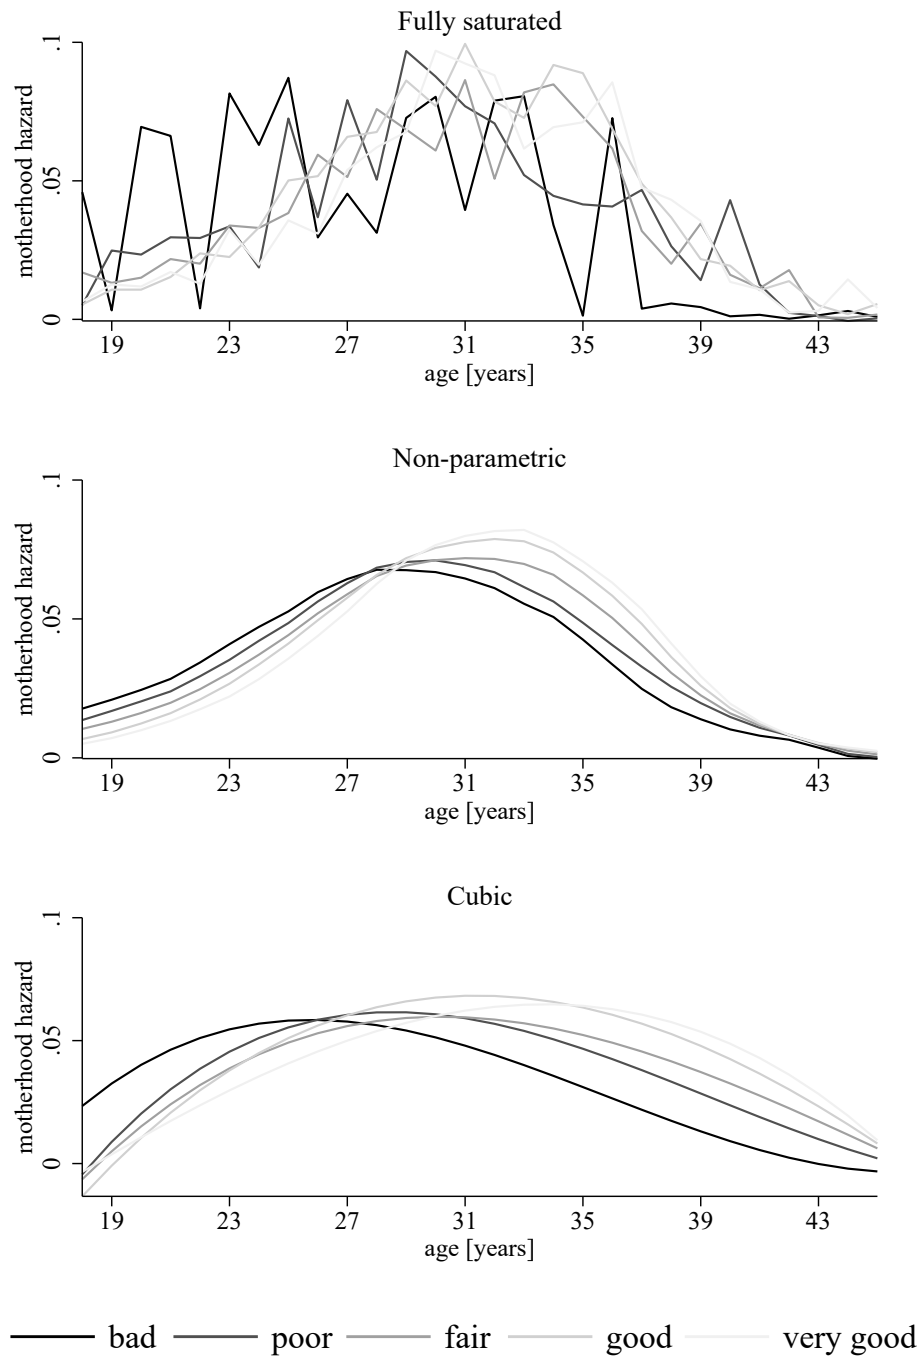 Fully saturated
motherhood hazard
.1
.05
0
19 23 27 31 35 39 43
age [years]
Non-parametric
motherhood hazard
.1
.05
0
19 23 27 31 35 39 43
age [years]
Cubic
motherhood hazard
.1
.05
0
19 23 27 31 35 39 43
age [years]
bad poor fair good very good